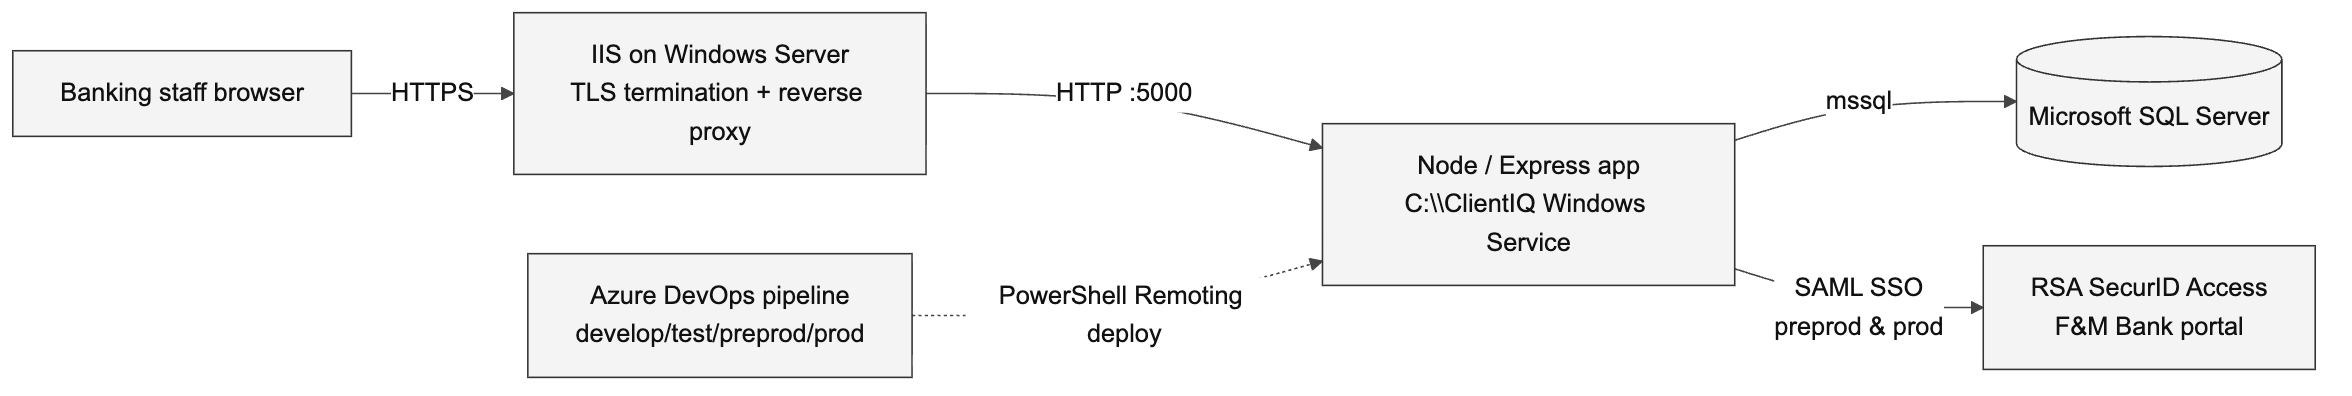 Banking staff browser
HTTPS
IIS on Windows Server
TLS termination + reverse
proxy
HTTP :5000
Node / Express app
C:\\ClientIQ Windows
Service
mssql
Microsoft SQL Server
Azure DevOps pipeline
develop/test/preprod/prod
PowerShell Remoting
deploy
SAML SSO
preprod & prod
RSA SecurID Access
F&M Bank portal